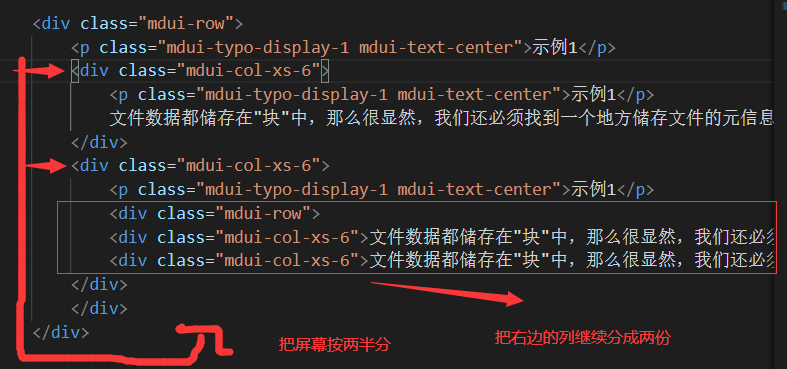 <div class="mdui-row">
<p class="mdui-typo-display-1 mdui-text-center">示例1</p>
<div class="mdui-col-xs-6">
<p class="mdui-typo-display-1 mdui-text-center">示例1</p>
文件数据都储存在"块"中，那么很显然，我们还必须找到一个地方储存文件的元信息
</div>
<div class="mdui-col-xs-6">
<p class="mdui-typo-display-1 mdui-text-center">示例1</p>
<div class="mdui-row">
<div class="mdui-col-xs-6">文件数据都储存在"块"中，那么很显然，我们还必须
<div class="mdui-col-xs-6">文件数据都储存在"块"中，那么很显然，我们还必须
</div>
</div>
</div>
把屏幕按两半分
把右边的列继续分成两份